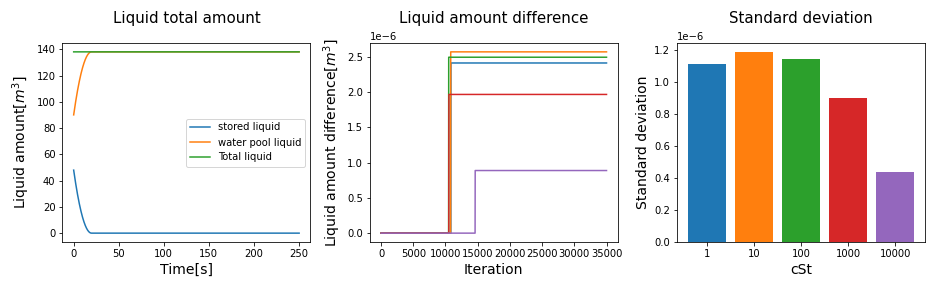 Liquid total amount
Liquid amount[m³]
140
120
100
80
60
40
20
0
stored liquid
water pool liquid
Total liquid
0 50 100 150 200 250
Time[s]
Liquid amount difference
1e−6
Liquid amount difference[m³]
2.5
2.0
1.5
1.0
0.5
0.0
0 5000 10000 15000 20000 25000 30000 35000
Iteration
Standard deviation
1e−6
Standard deviation
1.2
1.0
0.8
0.6
0.4
0.2
0.0
1 10 100 1000 10000
cSt